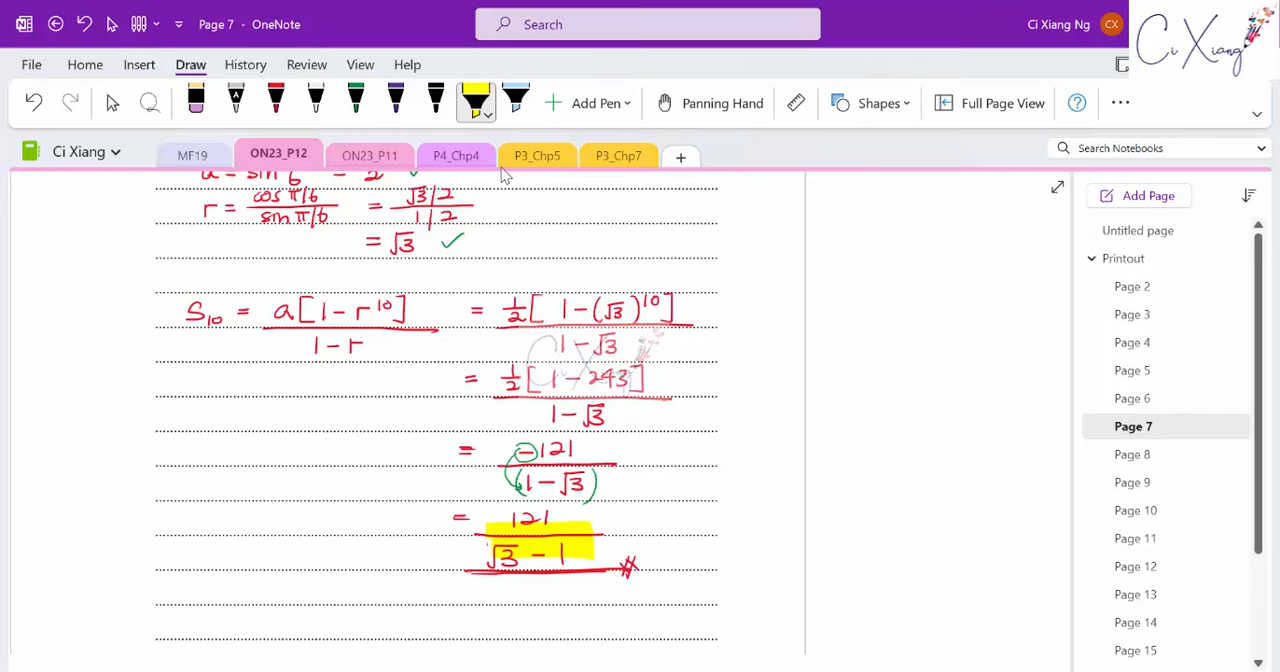 Page 7 - OneNote
Search
Ci Xiang Ng
CX
Ci Xiang
File Home Insert Draw History Review View Help
Add Pen
Panning Hand
Shapes
Full Page View
Ci Xiang
MF19
ON23_P12
ON23_P11
P4_Chp4
P3_Chp5
P3_Chp7
Search Notebooks
Add Page
Untitled page
Printout
Page 2
Page 3
Page 4
Page 5
Page 6
Page 7
Page 8
Page 9
Page 10
Page 11
Page 12
Page 13
Page 14
Page 15
r = cos π/6 / sin π/6 = √3/2 / 1/2
= √3 ✓
S₁₀ = a[1 - r¹⁰] / 1 - r = ½[1 - (√3)¹⁰] / 1 - √3
Ci X
= ½[1 - 243] / 1 - √3
= -121 / (1 - √3)
= 121 / √3 - 1